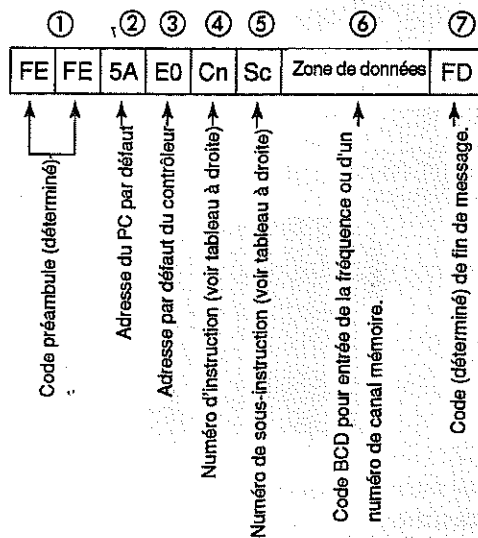 ① ② ③ ④ ⑤ ⑥ ⑦
FE FE 5A E0 Cn Sc Zone de données FD
Code préambule (déterminé)
Adresse du PC par défaut
Adresse par défaut du contrôleur
Numéro d'instruction (voir tableau à droite)
Numéro de sous-instruction (voir tableau à droite)
Code BCD pour entrée de la fréquence ou d'un
numéro de canal mémoire.
Code (déterminé) de fin de message.